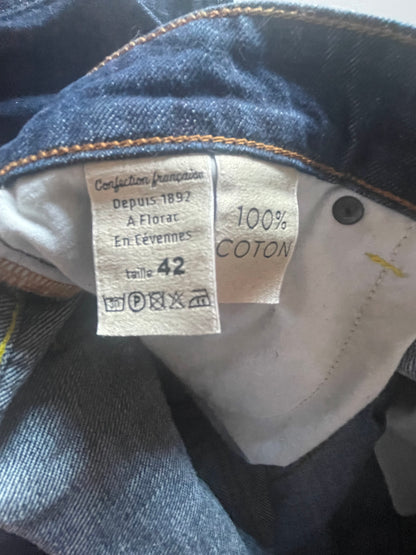 Confection française
Depuis 1892
A Florac
En Cévennes
taille 42
100%
COTON